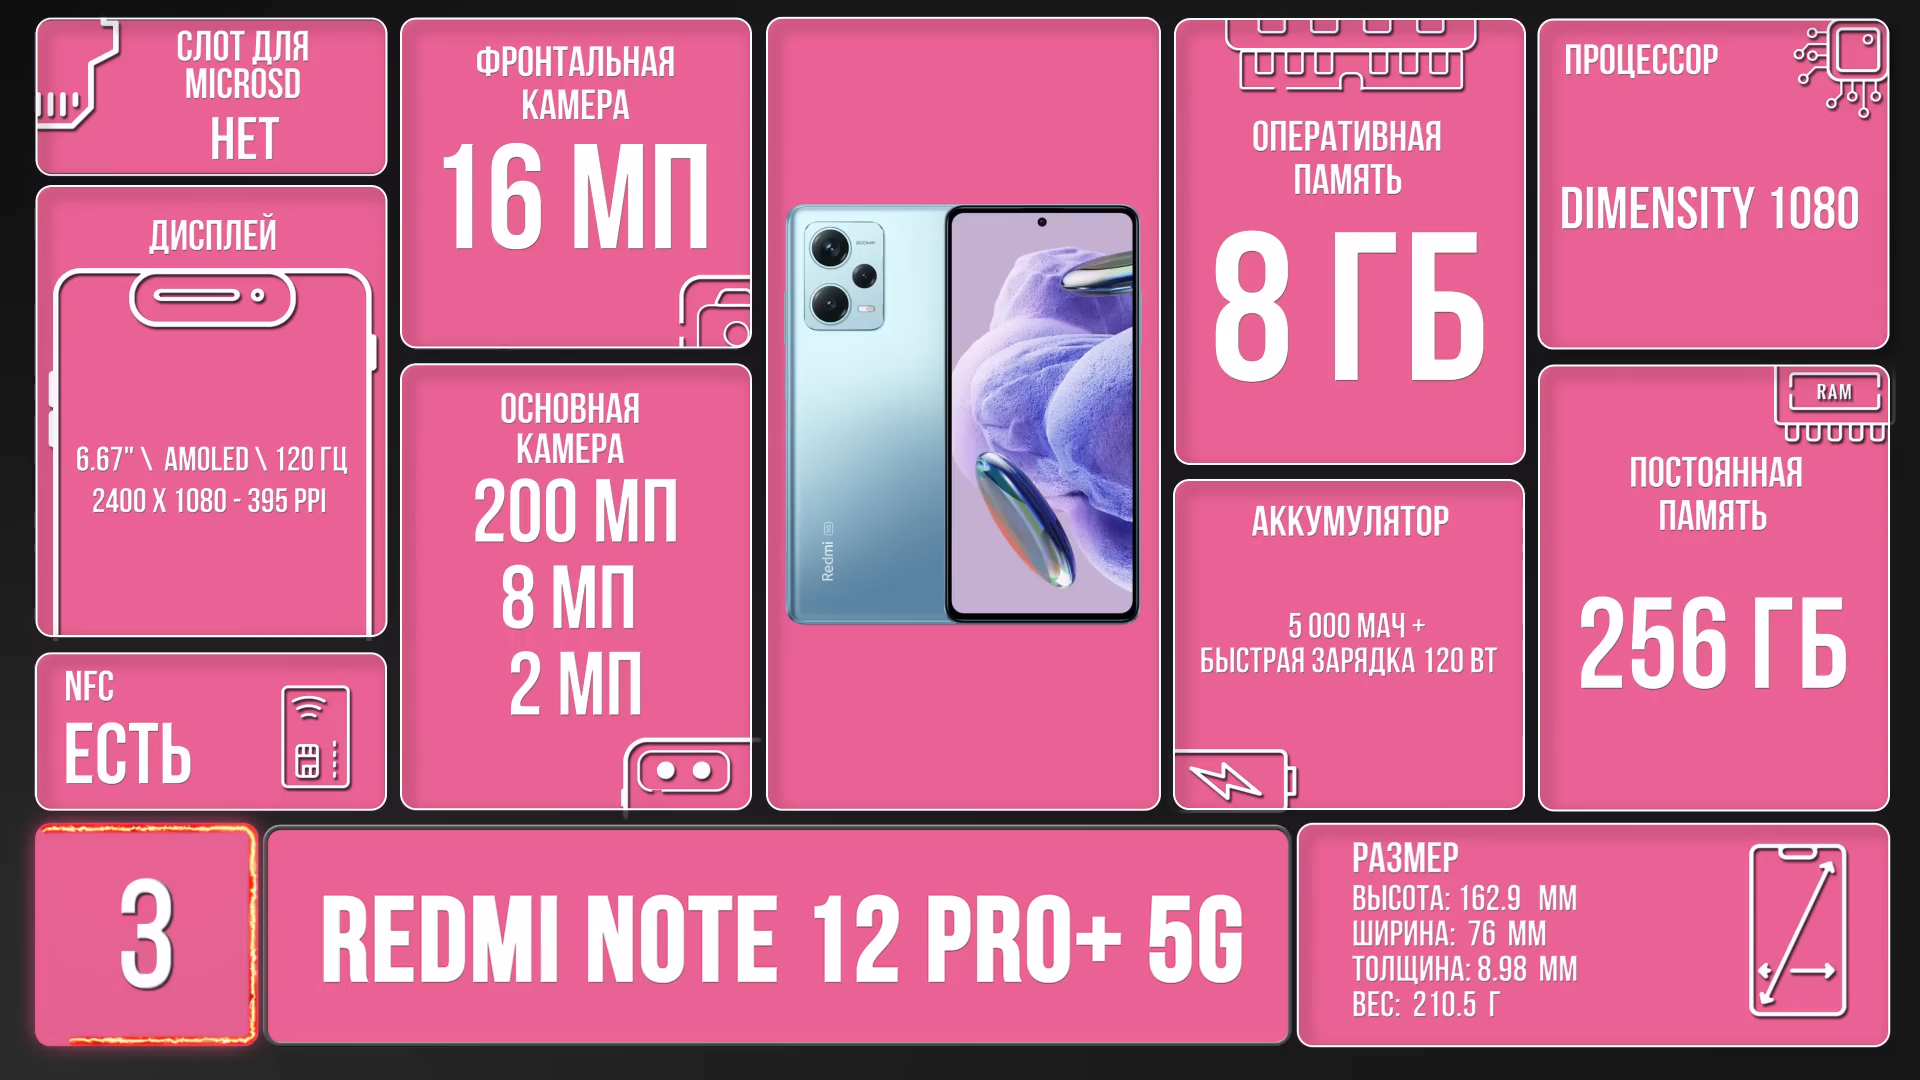 СЛОТ ДЛЯ
MICROSD
НЕТ
ДИСПЛЕЙ
6.67" \ AMOLED \ 120 ГЦ
2400 X 1080 - 395 PPI
NFC
ЕСТЬ
ФРОНТАЛЬНАЯ
КАМЕРА
16 МП
ОСНОВНАЯ
КАМЕРА
200 МП
8 МП
2 МП
Redmi 5G
ОПЕРАТИВНАЯ
ПАМЯТЬ
8 ГБ
АККУМУЛЯТОР
5 000 МАЧ +
БЫСТРАЯ ЗАРЯДКА 120 ВТ
ПРОЦЕССОР
DIMENSITY 1080
RAM
ПОСТОЯННАЯ
ПАМЯТЬ
256 ГБ
3
REDMI NOTE 12 PRO+ 5G
РАЗМЕР
ВЫСОТА: 162.9 ММ
ШИРИНА: 76 ММ
ТОЛЩИНА: 8.98 ММ
ВЕС: 210.5 Г